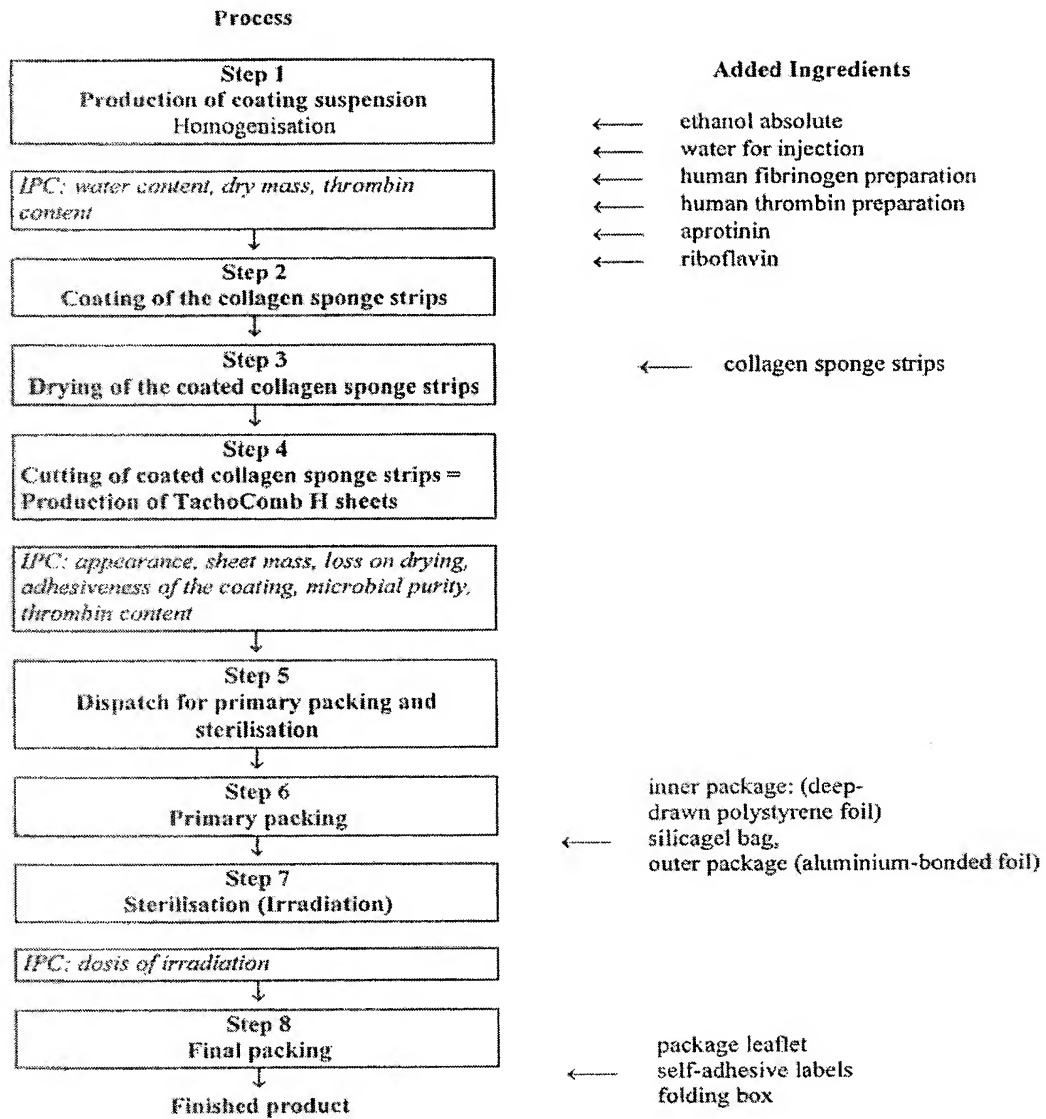 Process
Step 1
Production of coating suspension
Homogenisation
Added Ingredients
← ethanol absolute
← water for injection
← human fibrinogen preparation
← human thrombin preparation
← aprotinin
← riboflavin
IPC: water content, dry mass, thrombin
content
↓
Step 2
Coating of the collagen sponge strips
↓
Step 3
Drying of the coated collagen sponge strips
← collagen sponge strips
↓
Step 4
Cutting of coated collagen sponge strips =
Production of TachoComb H sheets
IPC: appearance, sheet mass, loss on drying,
adhesiveness of the coating, microbial purity,
thrombin content
↓
Step 5
Dispatch for primary packing and
sterilisation
↓
Step 6
Primary packing
inner package: (deep-
drawn polystyrene foil)
← silicagel bag,
outer package (aluminium-bonded foil)
↓
Step 7
Sterilisation (Irradiation)
IPC: dosis of irradiation
↓
Step 8
Final packing
package leaflet
← self-adhesive labels
folding box
↓
Finished product